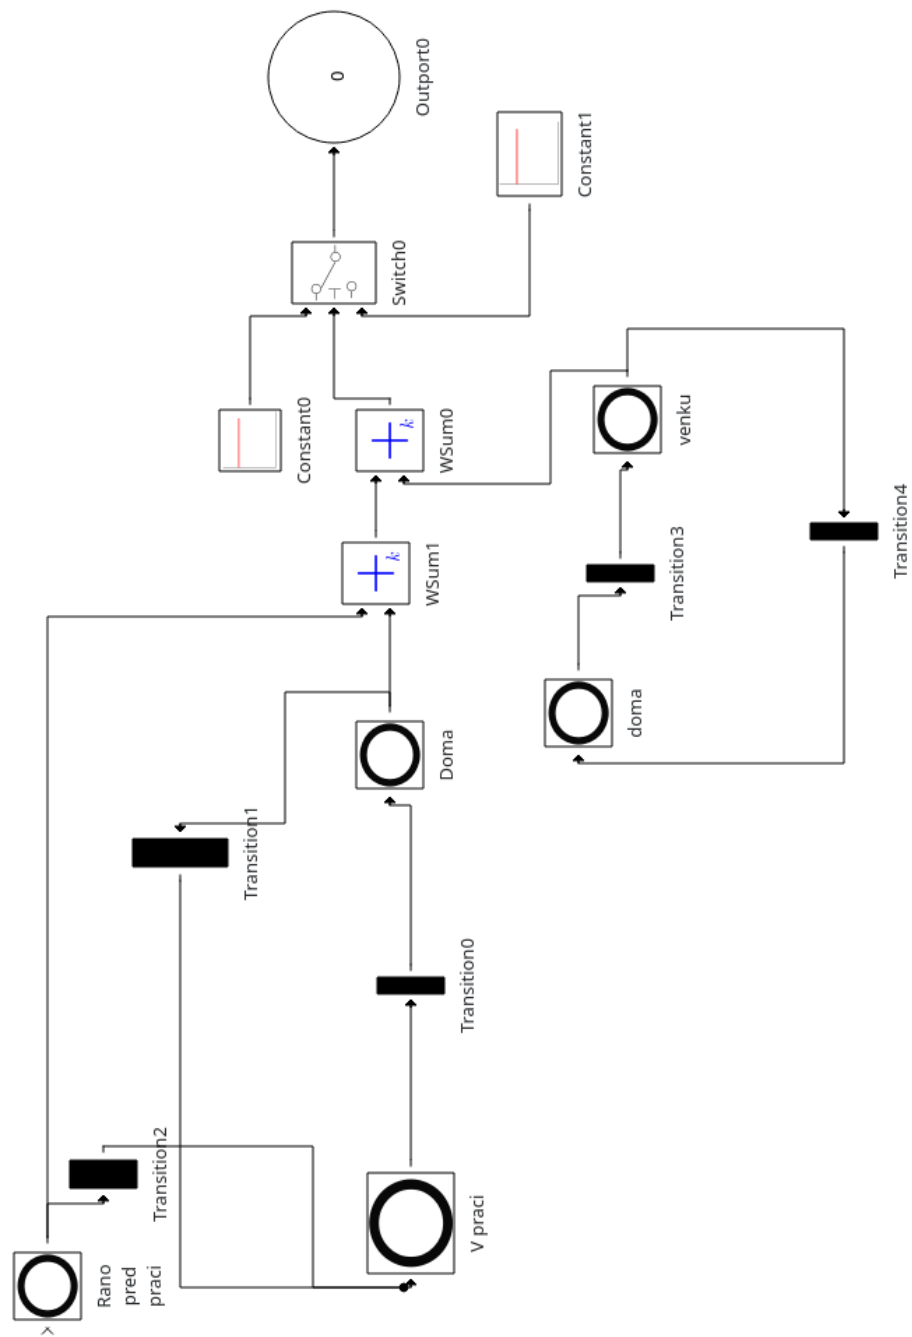 Rano
pred
praci
Transition2
V praci
Transition1
Transition0
Doma
WSum1
k
Constant0
WSum0
k
Switch0
0
Outport0
Constant1
doma
Transition3
venku
Transition4